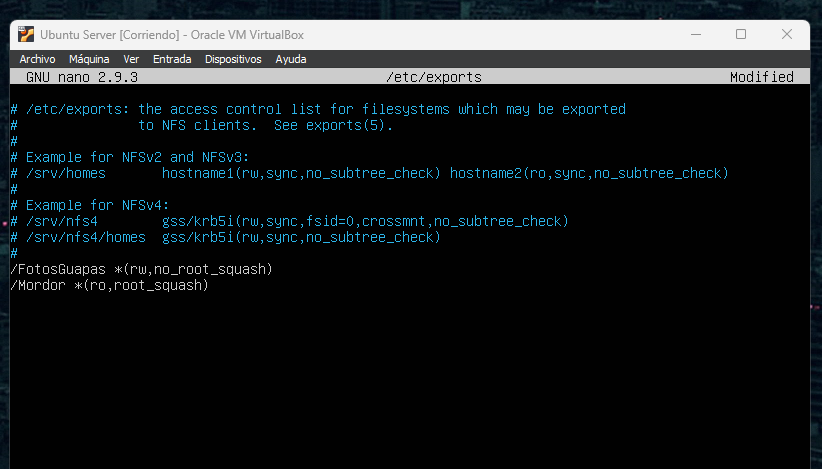 Ubuntu Server [Corriendo] - Oracle VM VirtualBox
Archivo Máquina Ver Entrada Dispositivos Ayuda
GNU nano 2.9.3 /etc/exports Modified
# /etc/exports: the access control list for filesystems which may be exported
# to NFS clients. See exports(5).
#
# Example for NFSv2 and NFSv3:
# /srv/homes hostname1(rw,sync,no_subtree_check) hostname2(ro,sync,no_subtree_check)
#
# Example for NFSv4:
# /srv/nfs4 gss/krb5i(rw,sync,fsid=0,crossmnt,no_subtree_check)
# /srv/nfs4/homes gss/krb5i(rw,sync,no_subtree_check)
#
/FotosGuapas *(rw,no_root_squash)
/Mordor *(ro,root_squash)